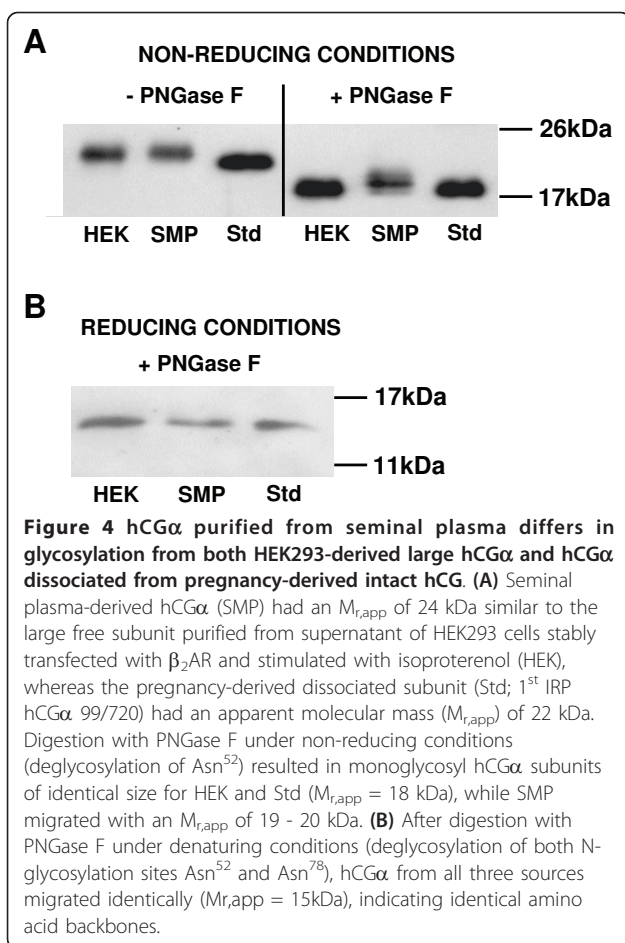 A
NON-REDUCING CONDITIONS
- PNGase F + PNGase F
26kDa
17kDa
HEK SMP Std HEK SMP Std
B
REDUCING CONDITIONS
+ PNGase F
17kDa
11kDa
HEK SMP Std
Figure 4 hCGα purified from seminal plasma differs in
glycosylation from both HEK293-derived large hCGα and hCGα
dissociated from pregnancy-derived intact hCG. (A) Seminal
plasma-derived hCGα (SMP) had an Mr,app of 24 kDa similar to the
large free subunit purified from supernatant of HEK293 cells stably
transfected with β2AR and stimulated with isoproterenol (HEK),
whereas the pregnancy-derived dissociated subunit (Std; 1st IRP
hCGα 99/720) had an apparent molecular mass (Mr,app) of 22 kDa.
Digestion with PNGase F under non-reducing conditions
(deglycosylation of Asn52) resulted in monoglycosyl hCGα subunits
of identical size for HEK and Std (Mr,app = 18 kDa), while SMP
migrated with an Mr,app of 19 - 20 kDa. (B) After digestion with
PNGase F under denaturing conditions (deglycosylation of both N-
glycosylation sites Asn52 and Asn78), hCGα from all three sources
migrated identically (Mr,app = 15kDa), indicating identical amino
acid backbones.